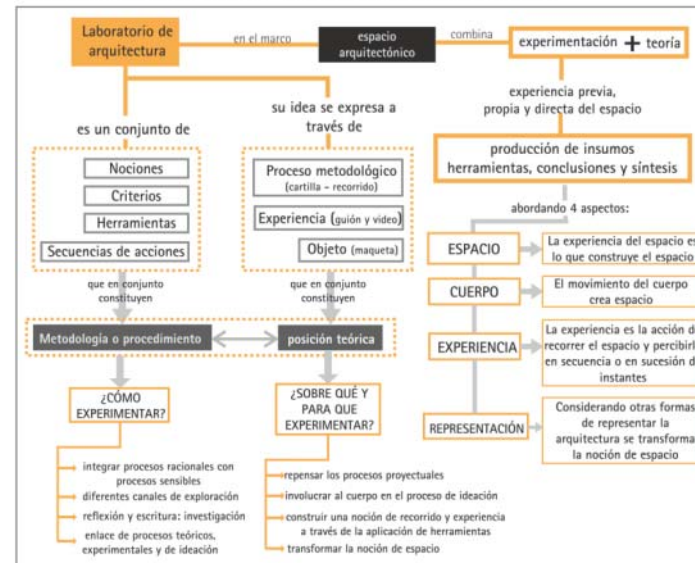 Laboratorio de
arquitectura
en el marco
espacio
arquitectónico
combina
experimentación + teoría
es un conjunto de
Nociones
Criterios
Herramientas
Secuencias de acciones
que en conjunto
constituyen
Metodología o procedimiento
¿CÓMO
EXPERIMENTAR?
integrar procesos racionales con
procesos sensibles
diferentes canales de exploración
reflexión y escritura: investigación
enlace de procesos teóricos,
experimentales y de ideación
su idea se expresa a
través de
Proceso metodológico
(cartilla - recorrido)
Experiencia (guión y video)
Objeto (maqueta)
que en conjunto
constituyen
posición teórica
¿SOBRE QUÉ Y
PARA QUE
EXPERIMENTAR?
repensar los procesos proyectuales
involucrar al cuerpo en el proceso de ideación
construir una noción de recorrido y experiencia
a través de la aplicación de herramientas
transformar la noción de espacio
experiencia previa,
propia y directa del espacio
producción de insumos
herramientas, conclusiones y síntesis
abordando 4 aspectos:
ESPACIO
La experiencia del espacio es
lo que construye el espacio
CUERPO
El movimiento del cuerpo
crea espacio
EXPERIENCIA
La experiencia es la acción de
recorrer el espacio y percibirl
en secuencia o en sucesión de
instantes
REPRESENTACIÓN
Considerando otras formas
de representar la
arquitectura se transforma
la noción de espacio